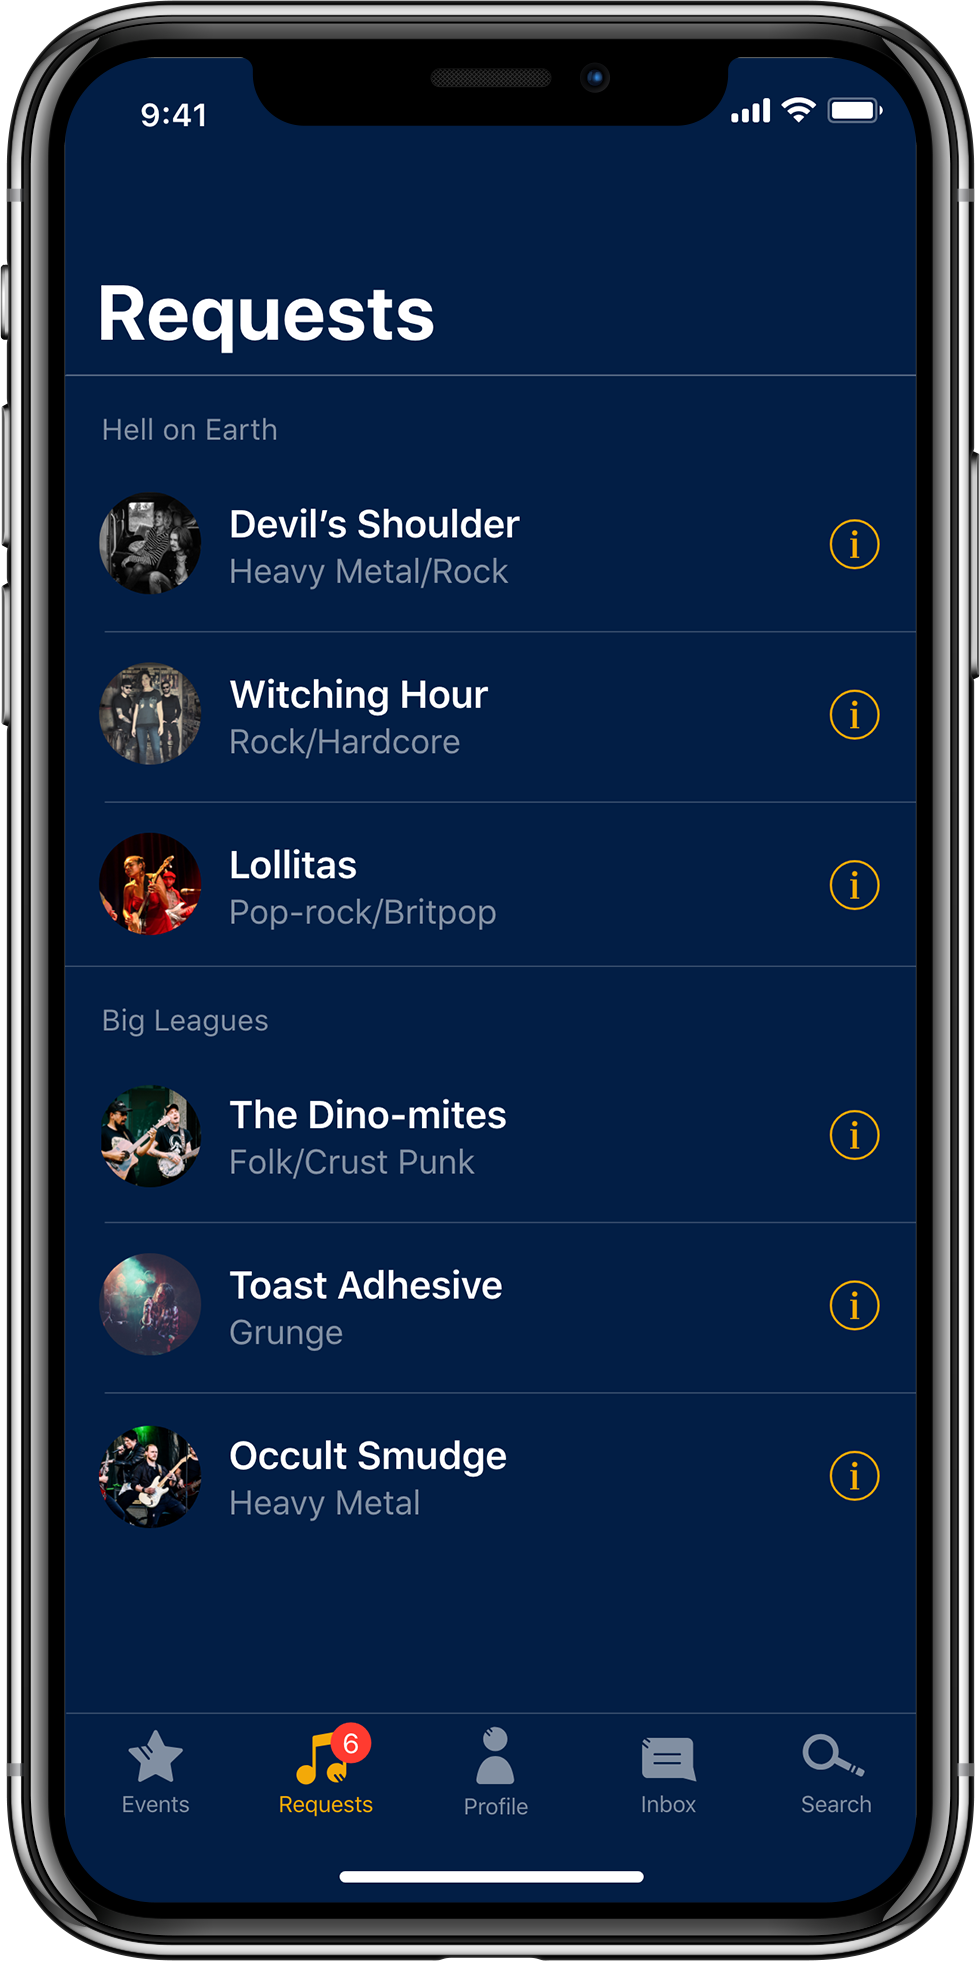 9:41
Requests
Hell on Earth
Devil’s Shoulder
Heavy Metal/Rock
Witching Hour
Rock/Hardcore
Lollitas
Pop-rock/Britpop
Big Leagues
The Dino-mites
Folk/Crust Punk
Toast Adhesive
Grunge
Occult Smudge
Heavy Metal
6
Events Requests Profile Inbox Search